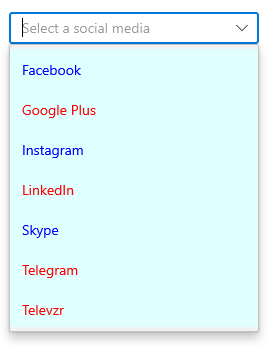 Select a social media
Facebook
Google Plus
Instagram
LinkedIn
Skype
Telegram
Televzr